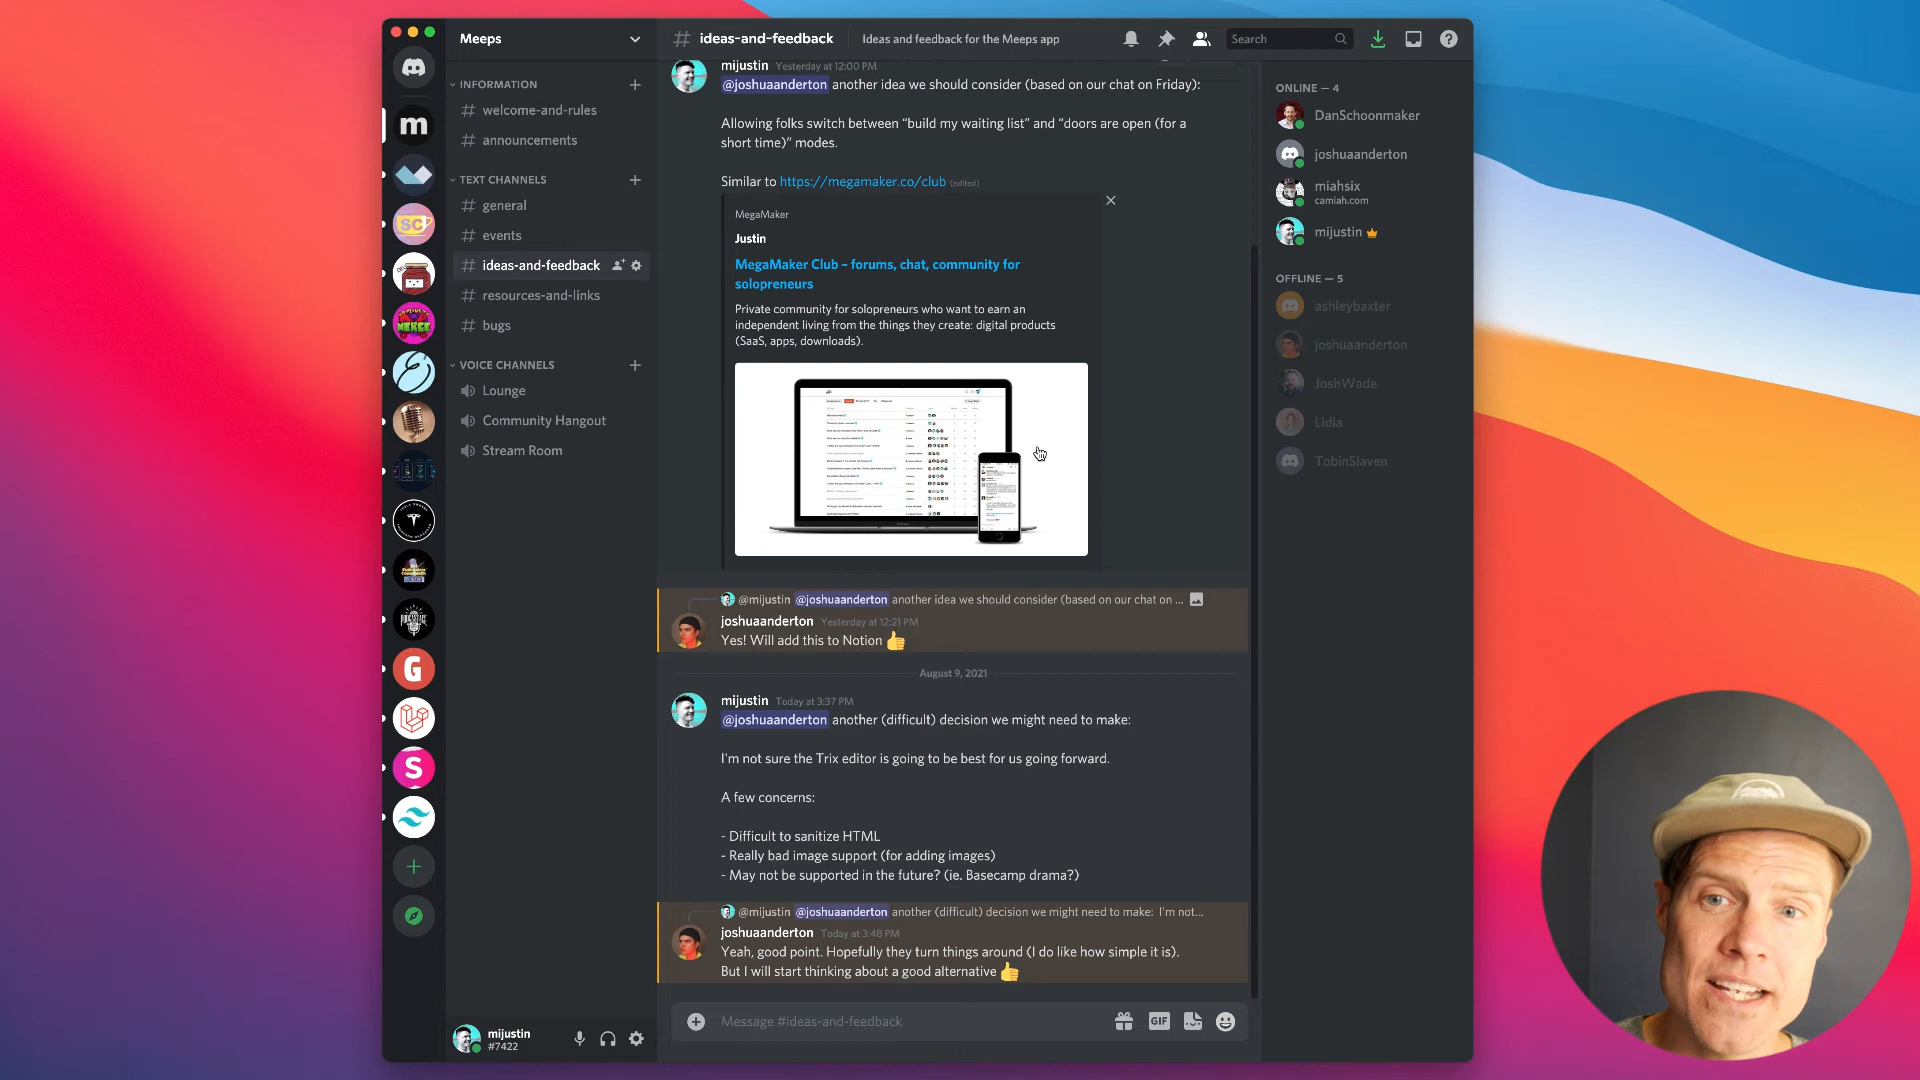 Meeps
INFORMATION
welcome-and-rules
announcements
TEXT CHANNELS
general
events
ideas-and-feedback
resources-and-links
bugs
VOICE CHANNELS
Lounge
Community Hangout
Stream Room
mijustin
#7422
m
SC
MERGE
G
S
ideas-and-feedback
Ideas and feedback for the Meeps app
Search
mijustin Yesterday at 12:00 PM
@joshuaanderton another idea we should consider (based on our chat on Friday):
Allowing folks switch between “build my waiting list” and “doors are open (for a
short time)” modes.
Similar to https://megamaker.co/club (edited)
MegaMaker
Justin
MegaMaker Club – forums, chat, community for
solopreneurs
Private community for solopreneurs who want to earn an
independent living from the things they create: digital products
(SaaS, apps, downloads).
@mijustin @joshuaanderton another idea we should consider (based on our chat on ...
joshuaanderton Yesterday at 12:21 PM
Yes! Will add this to Notion 👍
August 9, 2021
mijustin Today at 3:37 PM
@joshuaanderton another (difficult) decision we might need to make:
I'm not sure the Trix editor is going to be best for us going forward.
A few concerns:
- Difficult to sanitize HTML
- Really bad image support (for adding images)
- May not be supported in the future? (ie. Basecamp drama?)
@mijustin @joshuaanderton another (difficult) decision we might need to make: I'm not...
joshuaanderton Today at 3:48 PM
Yeah, good point. Hopefully they turn things around (I do like how simple it is).
But I will start thinking about a good alternative 👍
Message #ideas-and-feedback
GIF
ONLINE — 4
DanSchoonmaker
joshuaanderton
miahsix
camiah.com
mijustin
OFFLINE — 5
ashleybaxter
joshuaanderton
JoshWade
Lidia
TobinSlaven